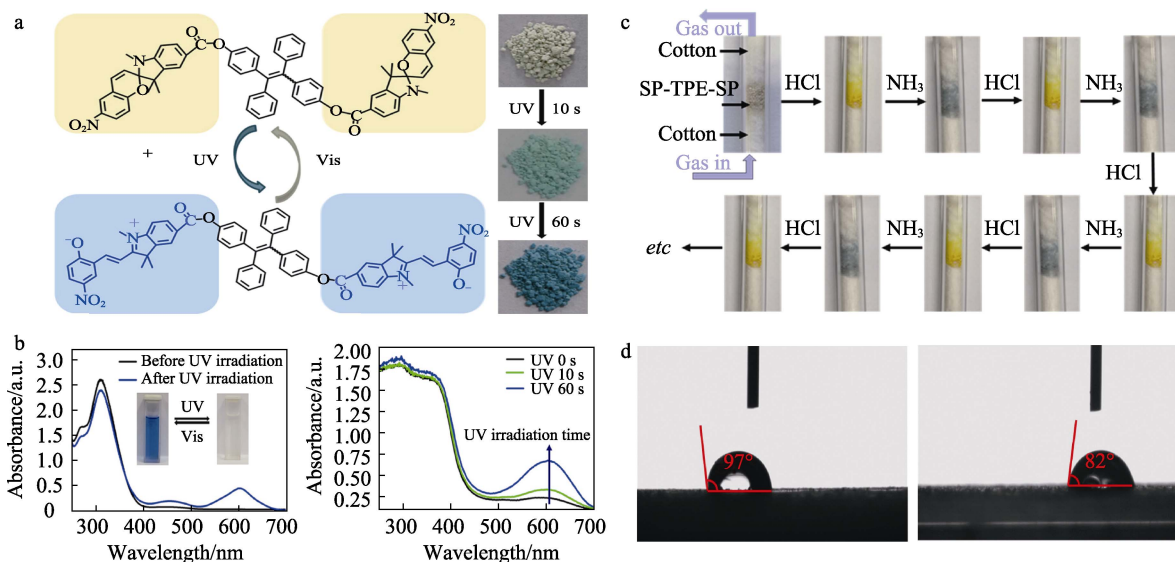 a
NO₂
N
O
O₂N
C
O
O
O
C
O
O
N
+
UV
Vis
C
O
O
N
+
O⁻
NO₂
O
C
O
N
+
NO₂
O⁻
UV
10 s
UV
60 s
b
Absorbance/a.u.
3.0
2.5
2.0
1.5
1.0
0.5
0
Before UV irradiation
After UV irradiation
UV
Vis
300 400 500 600 700
Wavelength/nm
Absorbance/a.u.
2.00
1.75
1.50
1.25
1.00
0.75
0.50
0.25
UV 0 s
UV 10 s
UV 60 s
UV irradiation time
300 400 500 600 700
Wavelength/nm
c
Gas out
Cotton
SP-TPE-SP
Cotton
Gas in
HCl
NH₃
HCl
NH₃
HCl
NH₃
HCl
NH₃
HCl
etc
d
97°
82°